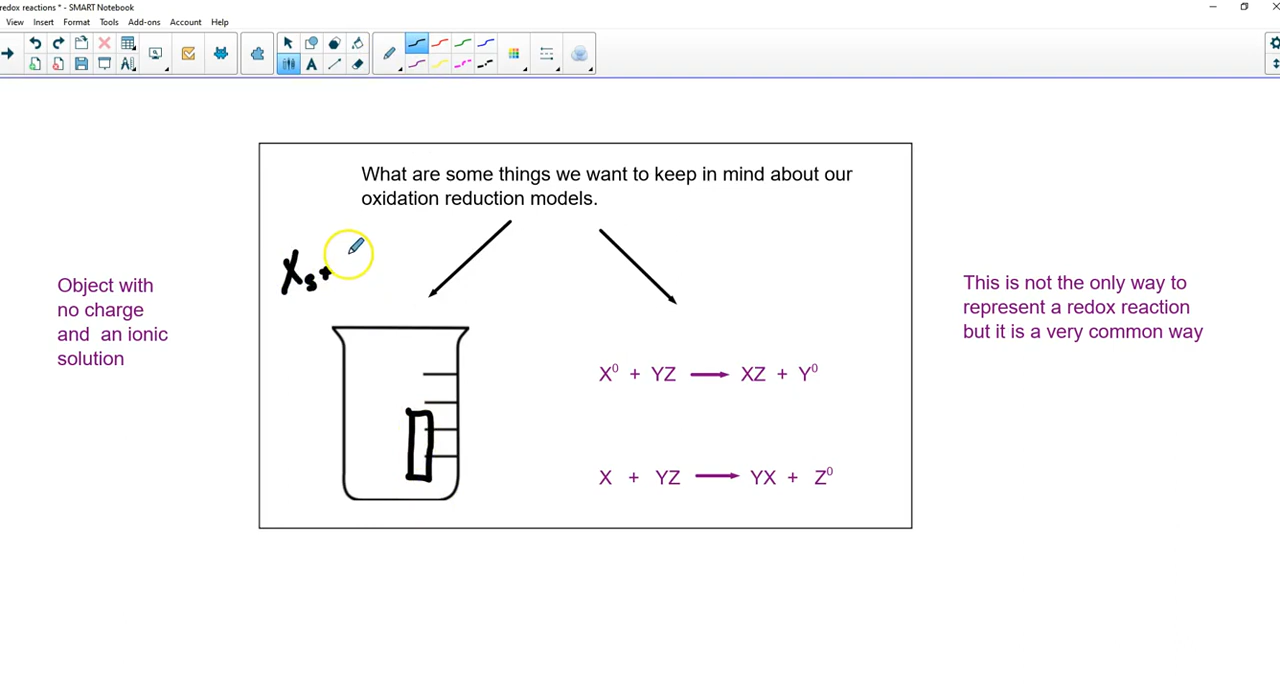 redox reactions * - SMART Notebook
View Insert Format Tools Add-ons Account Help
What are some things we want to keep in mind about our
oxidation reduction models.
Xs+
Object with
no charge
and an ionic
solution
This is not the only way to
represent a redox reaction
but it is a very common way
X⁰ + YZ → XZ + Y⁰
X + YZ → YX + Z⁰